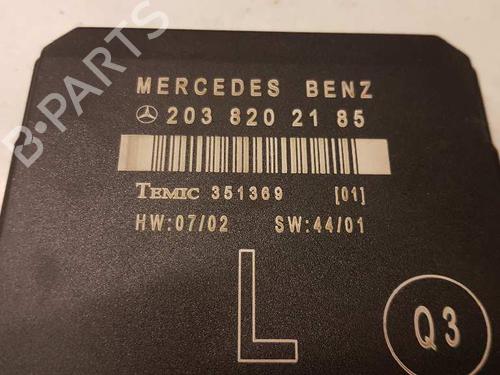 B-PARTS
MERCEDES BENZ
203 820 21 85
TEMIC 351369 [01]
HW:07/02 SW:44/01
L
Q3